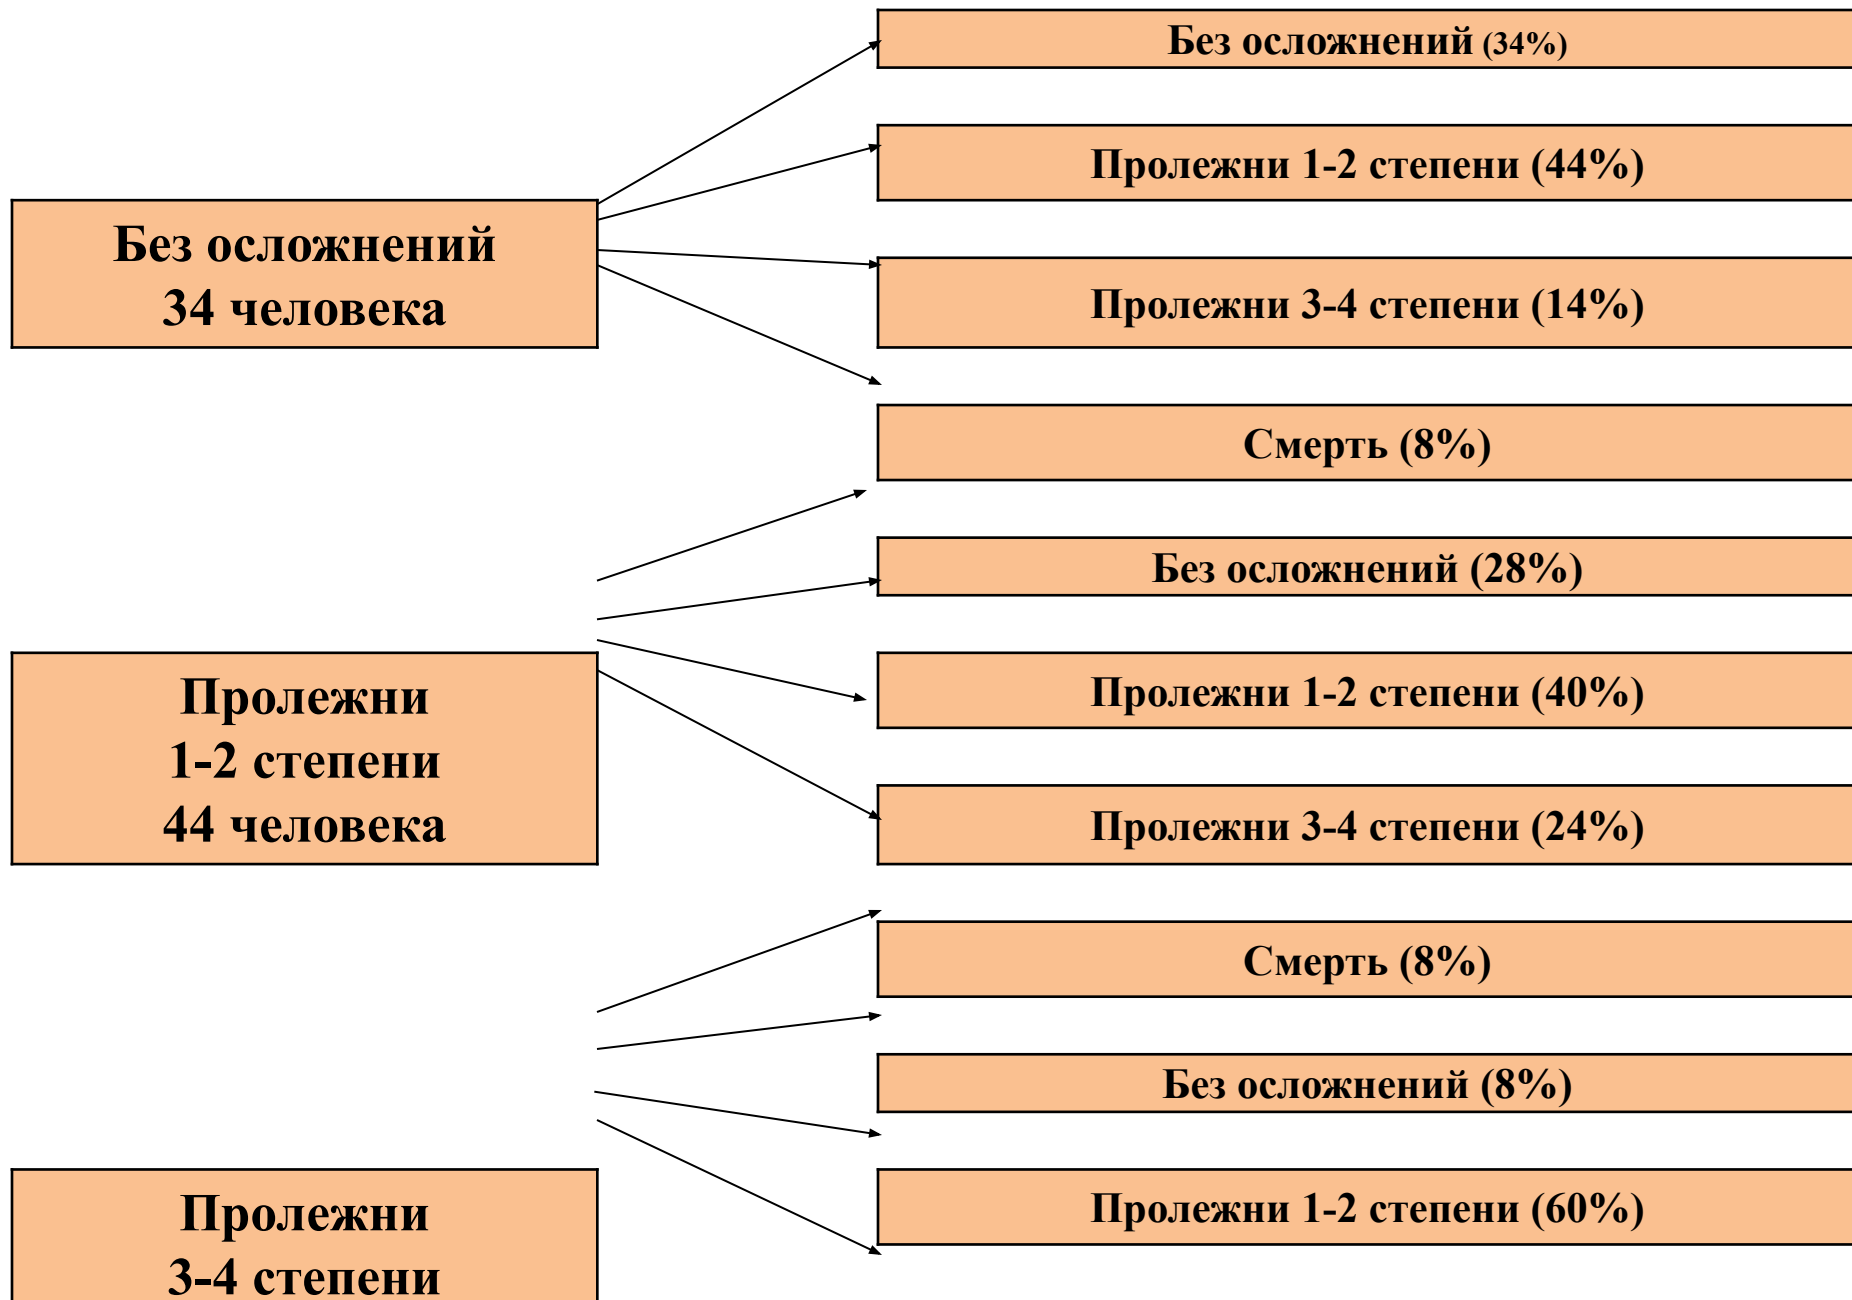 Без осложнений (34%)
Пролежни 1-2 степени (44%)
Без осложнений
34 человека
Пролежни 3-4 степени (14%)
Смерть (8%)
Без осложнений (28%)
Пролежни
1-2 степени
44 человека
Пролежни 1-2 степени (40%)
Пролежни 3-4 степени (24%)
Смерть (8%)
Без осложнений (8%)
Пролежни
3-4 степени
Пролежни 1-2 степени (60%)